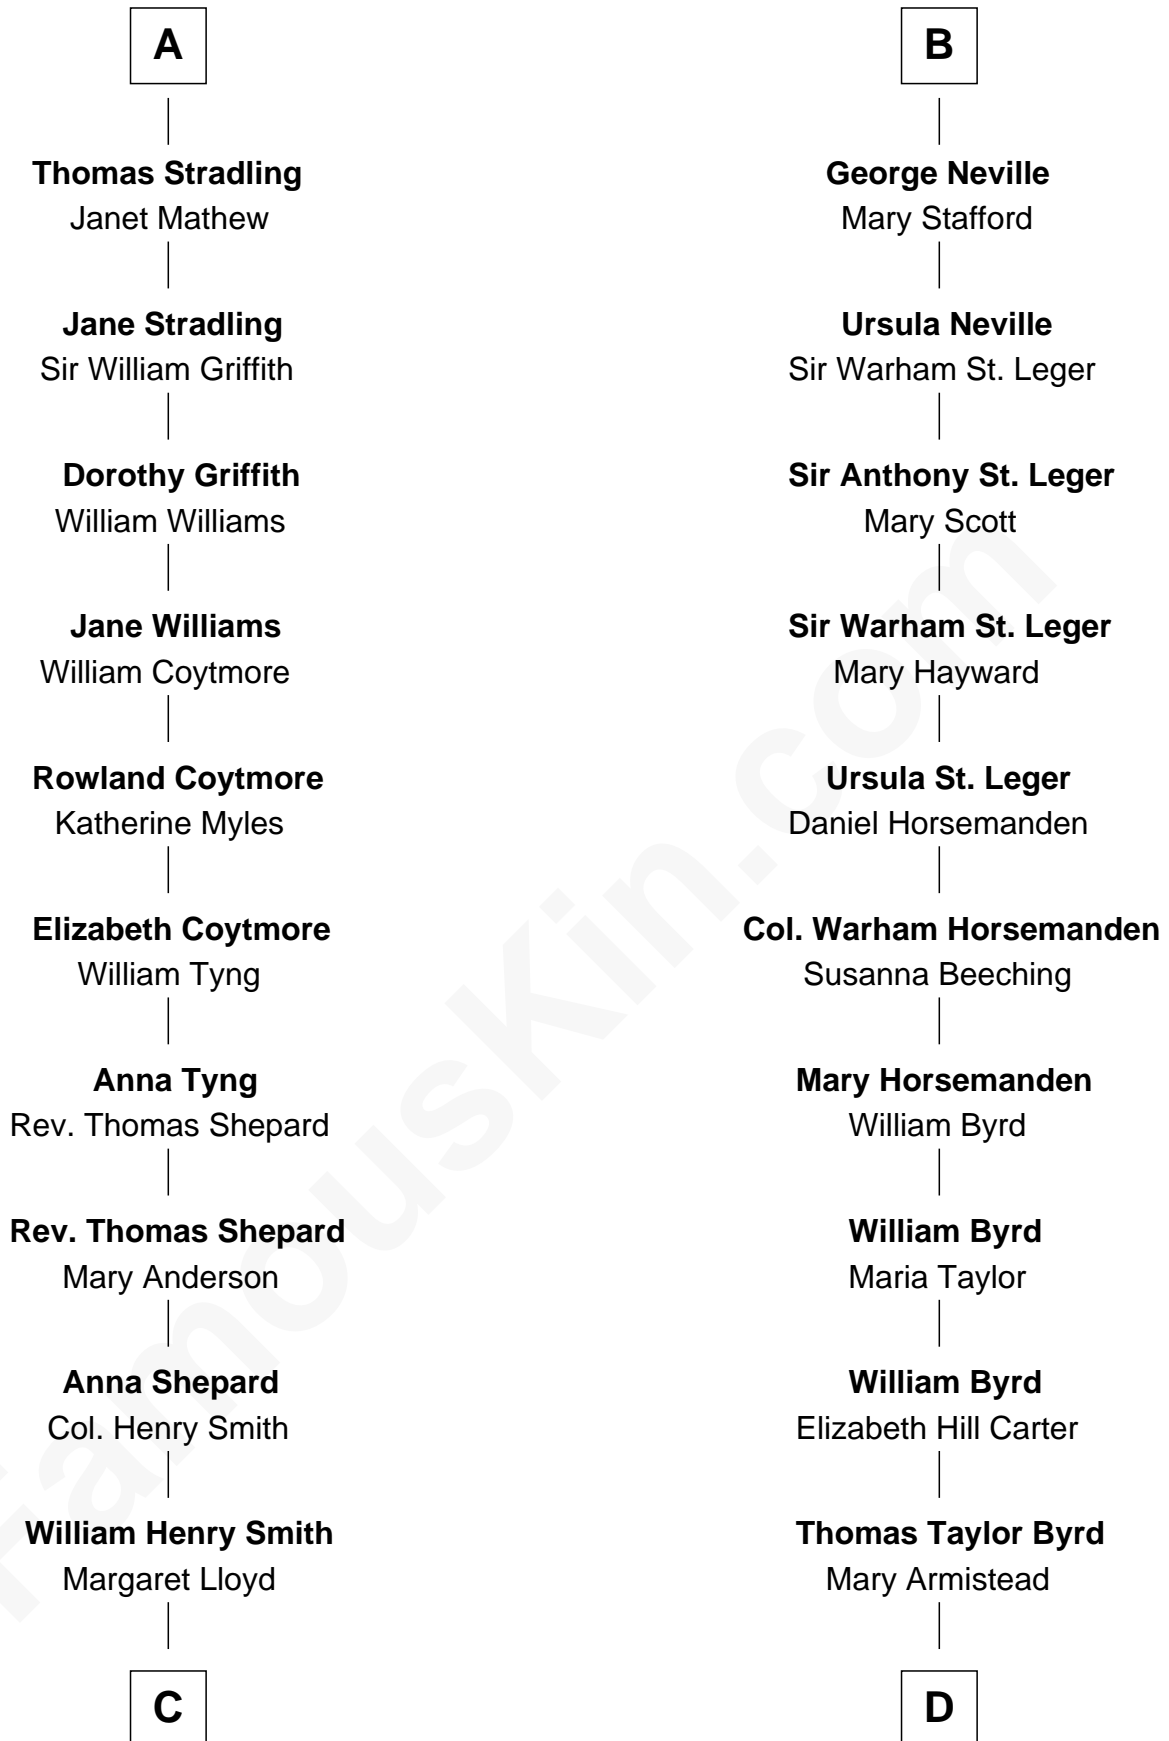 A
Thomas Stradling
Janet Mathew
Jane Stradling
Sir William Griffith
Dorothy Griffith
William Williams
Jane Williams
William Coytmore
Rowland Coytmore
Katherine Myles
Elizabeth Coytmore
William Tyng
Anna Tyng
Rev. Thomas Shepard
Rev. Thomas Shepard
Mary Anderson
Anna Shepard
Col. Henry Smith
William Henry Smith
Margaret Lloyd
C
B
George Neville
Mary Stafford
Ursula Neville
Sir Warham St. Leger
Sir Anthony St. Leger
Mary Scott
Sir Warham St. Leger
Mary Hayward
Ursula St. Leger
Daniel Horsemanden
Col. Warham Horsemanden
Susanna Beeching
Mary Horsemanden
William Byrd
William Byrd
Maria Taylor
William Byrd
Elizabeth Hill Carter
Thomas Taylor Byrd
Mary Armistead
D
FamousKin.com